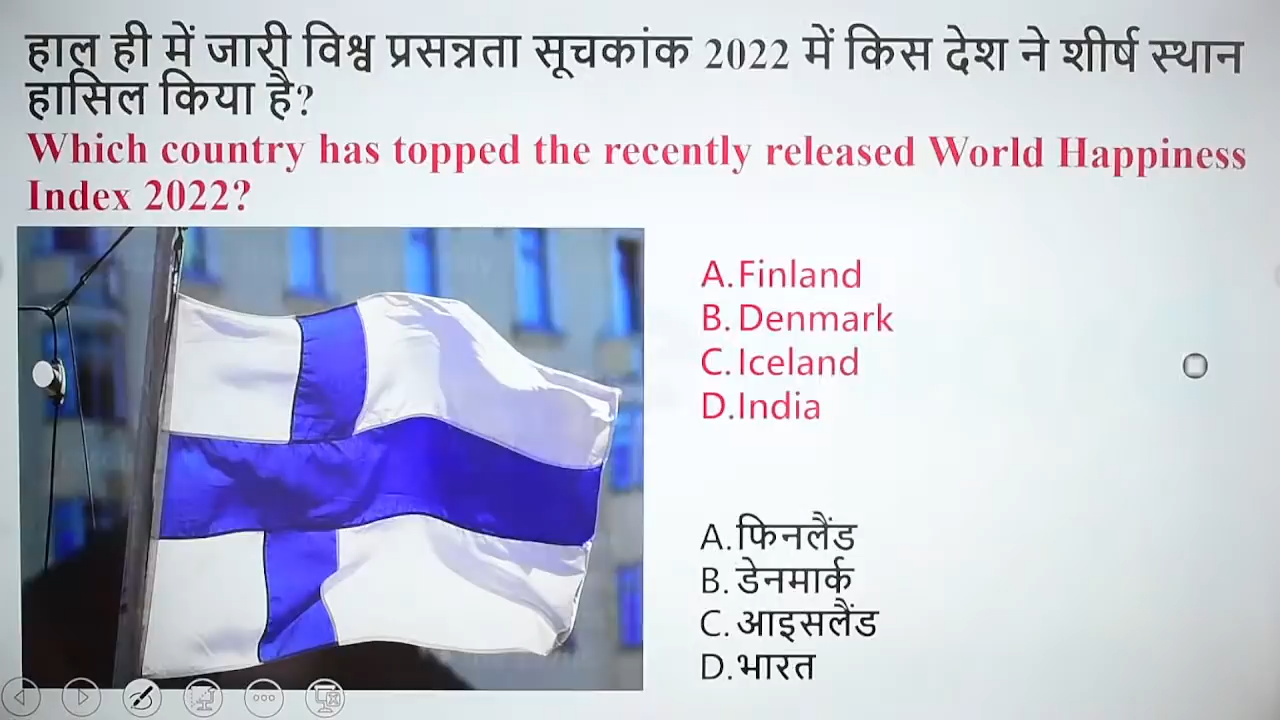 हाल ही में जारी विश्व प्रसन्नता सूचकांक 2022 में किस देश ने शीर्ष स्थान
हासिल किया है?
Which country has topped the recently released World Happiness
Index 2022?
A. Finland
B. Denmark
C. Iceland
D. India
A. फिनलैंड
B. डेनमार्क
C. आइसलैंड
D. भारत